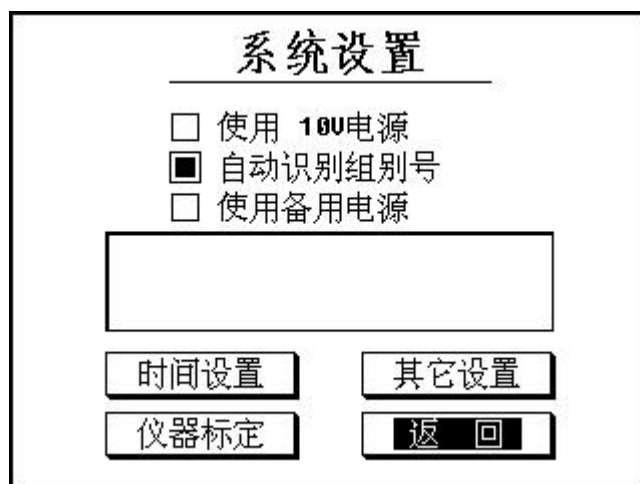 系统设置
使用 10V电源
自动识别组别号
使用备用电源
时间设置 其它设置
仪器标定 返 回